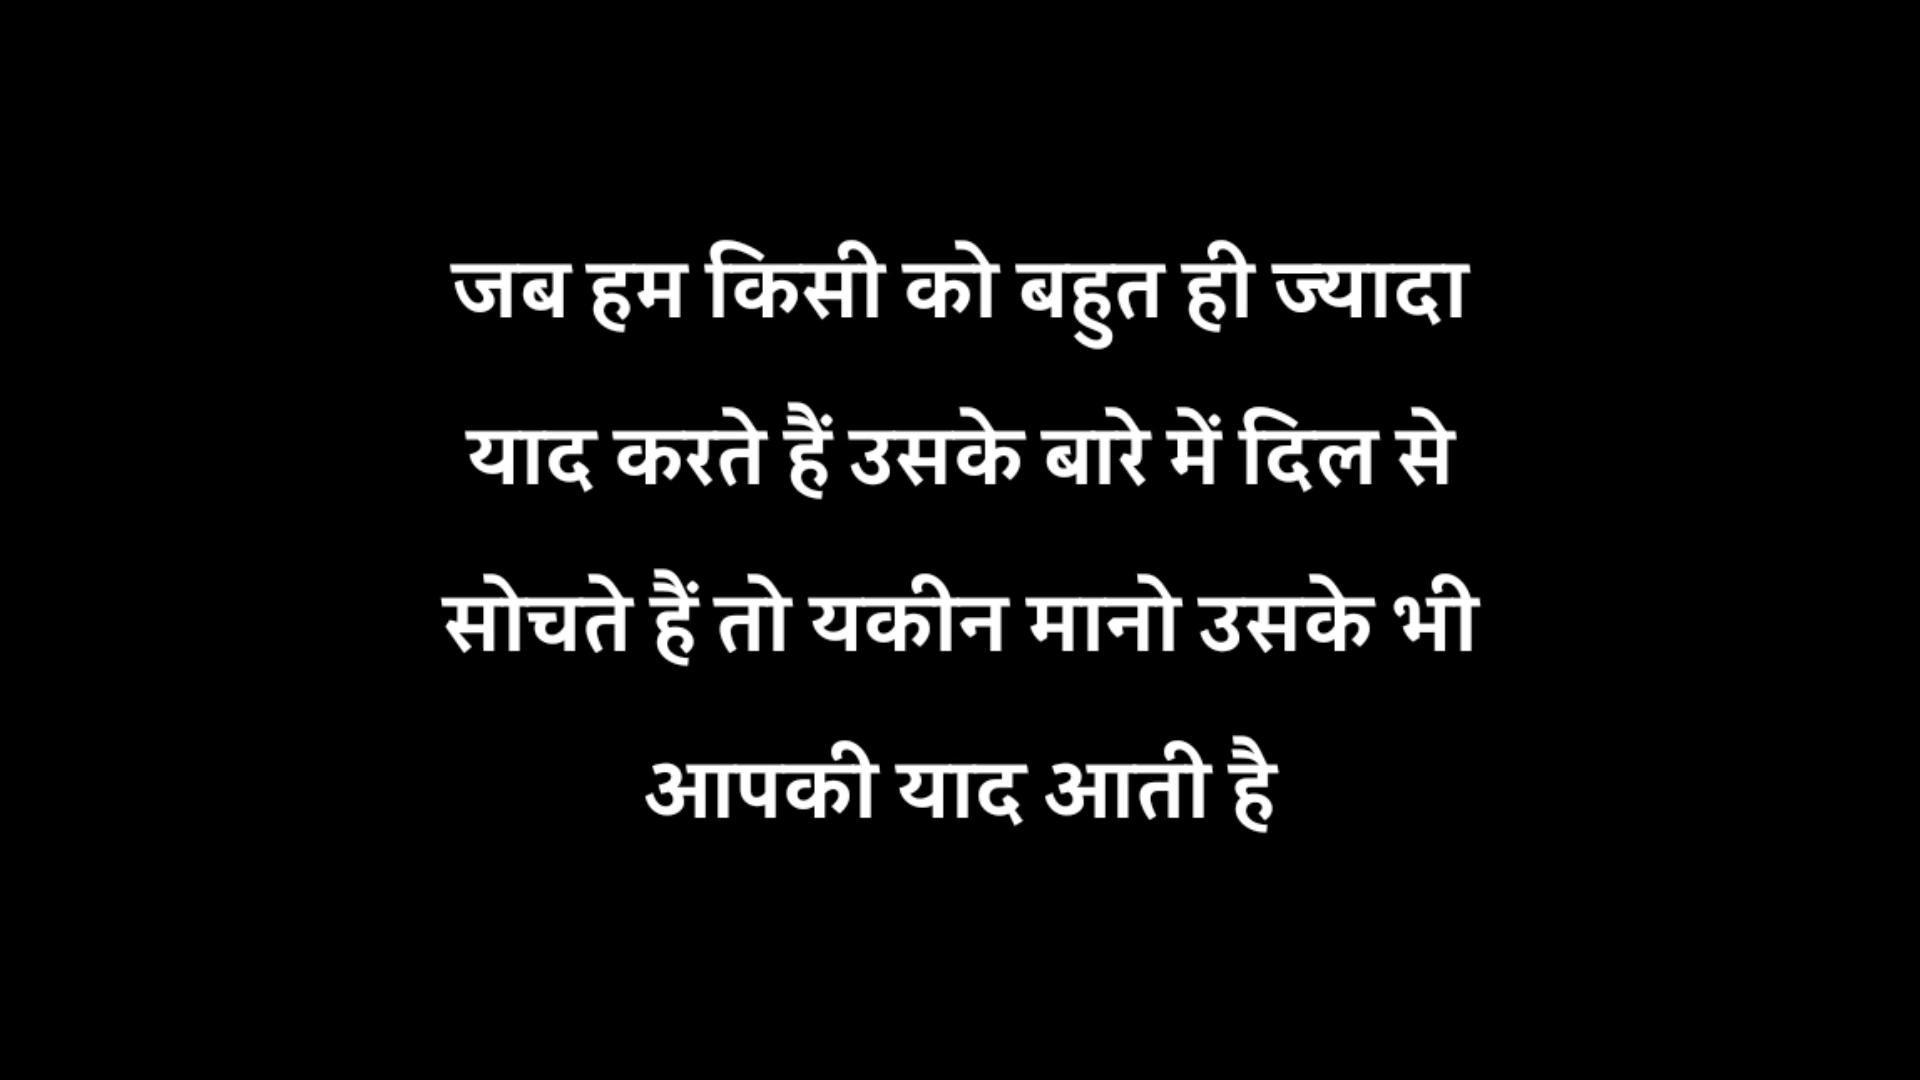 जब हम किसी को बहुत ही ज्यादा
याद करते हैं उसके बारे में दिल से
सोचते हैं तो यकीन मानो उसके भी
आपकी याद आती है